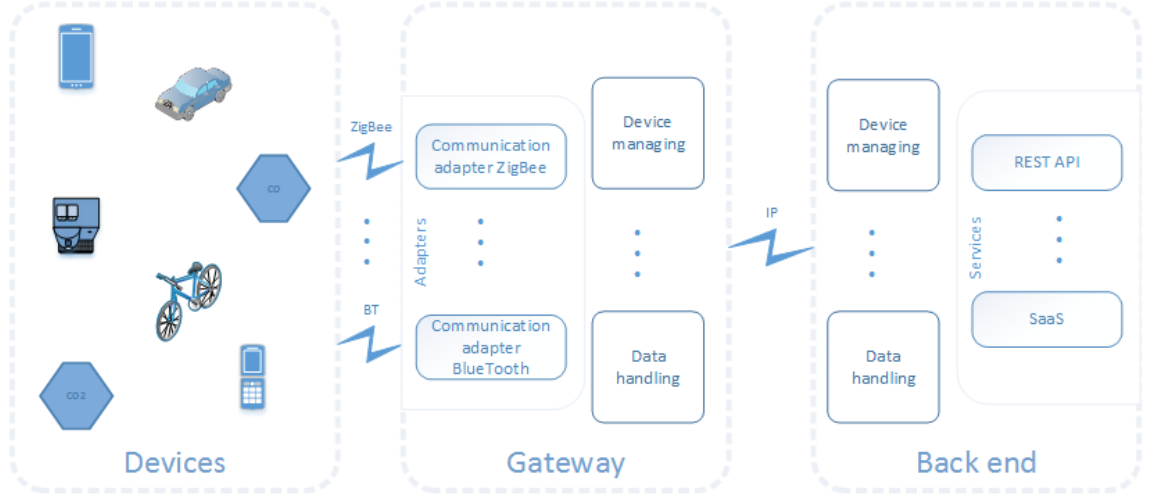 ZigBee
CO
BT
CO2
Devices
Communication
adapter ZigBee
Adapters
Communication
adapter
BlueTooth
Device
managing
Data
handling
Gateway
IP
Device
managing
Data
handling
Services
REST API
SaaS
Back end